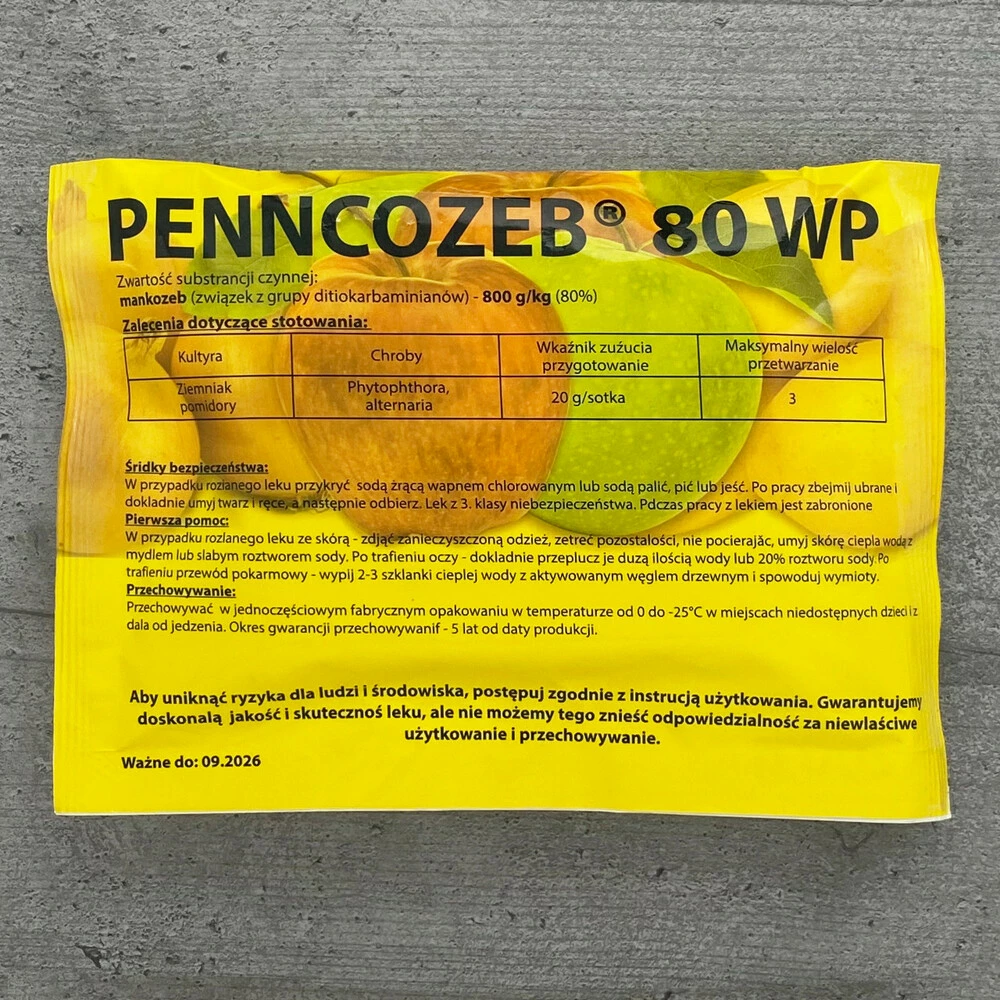 PENNCOZEB® 80 WP
Zwartość substrancji czynnej:
mankozeb (związek z grupy ditiokarbaminianów) - 800 g/kg (80%)
Zalecenia dotyczące stotowania:
Kultyra Chroby Wkaźnik zuźucia przygotowanie Maksymalny wielość przetwarzanie
Ziemniak pomidory Phytophthora, alternaria 20 g/sotka 3
Śridky bezpieczeństwa:
W przypadku rozlanego leku przykryć sodą żrącą wapnem chlorowanym lub sodą palić, pić lub jeść. Po pracy zbejmij ubrane i
dokładnie umyj twarz i ręce, a następnie odbierz. Lek z 3. klasy niebezpieczeństwa. Pdczas pracy z lekiem jest zabronione
Pierwsza pomoc:
W przypadku rozlanego leku ze skórą - zdjąć zanieczyszczoną odzież, zetreć pozostalości, nie pocierajäc, umyj skórę ciepla wodą z
mydlem lub slabym roztworem sody. Po trafieniu oczy - dokladnie przeplucz je duzą ilością wody lub 20% roztworu sody. Po
trafieniu przewód pokarmowy - wypij 2-3 szklanki cieplej wody z aktywowanym węglem drzewnym i spowoduj wymioty.
Przechowywanie:
Przechowywać w jednoczęściowym fabrycznym opakowaniu w temperaturze od 0 do -25°C w miejscach niedostępnych dzieci i z
dala od jedzenia. Okres gwarancji przechowywanif - 5 lat od daty produkcji.
Aby uniknąć ryzyka dla ludzi i środowiska, postępuj zgodnie z instrucją użytkowania. Gwarantujemy
doskonalą jakość i skutecznoś leku, ale nie możemy tego znieść odpowiedzialność za niewlaściwe
użytkowanie i przechowywanie.
Ważne do: 09.2026